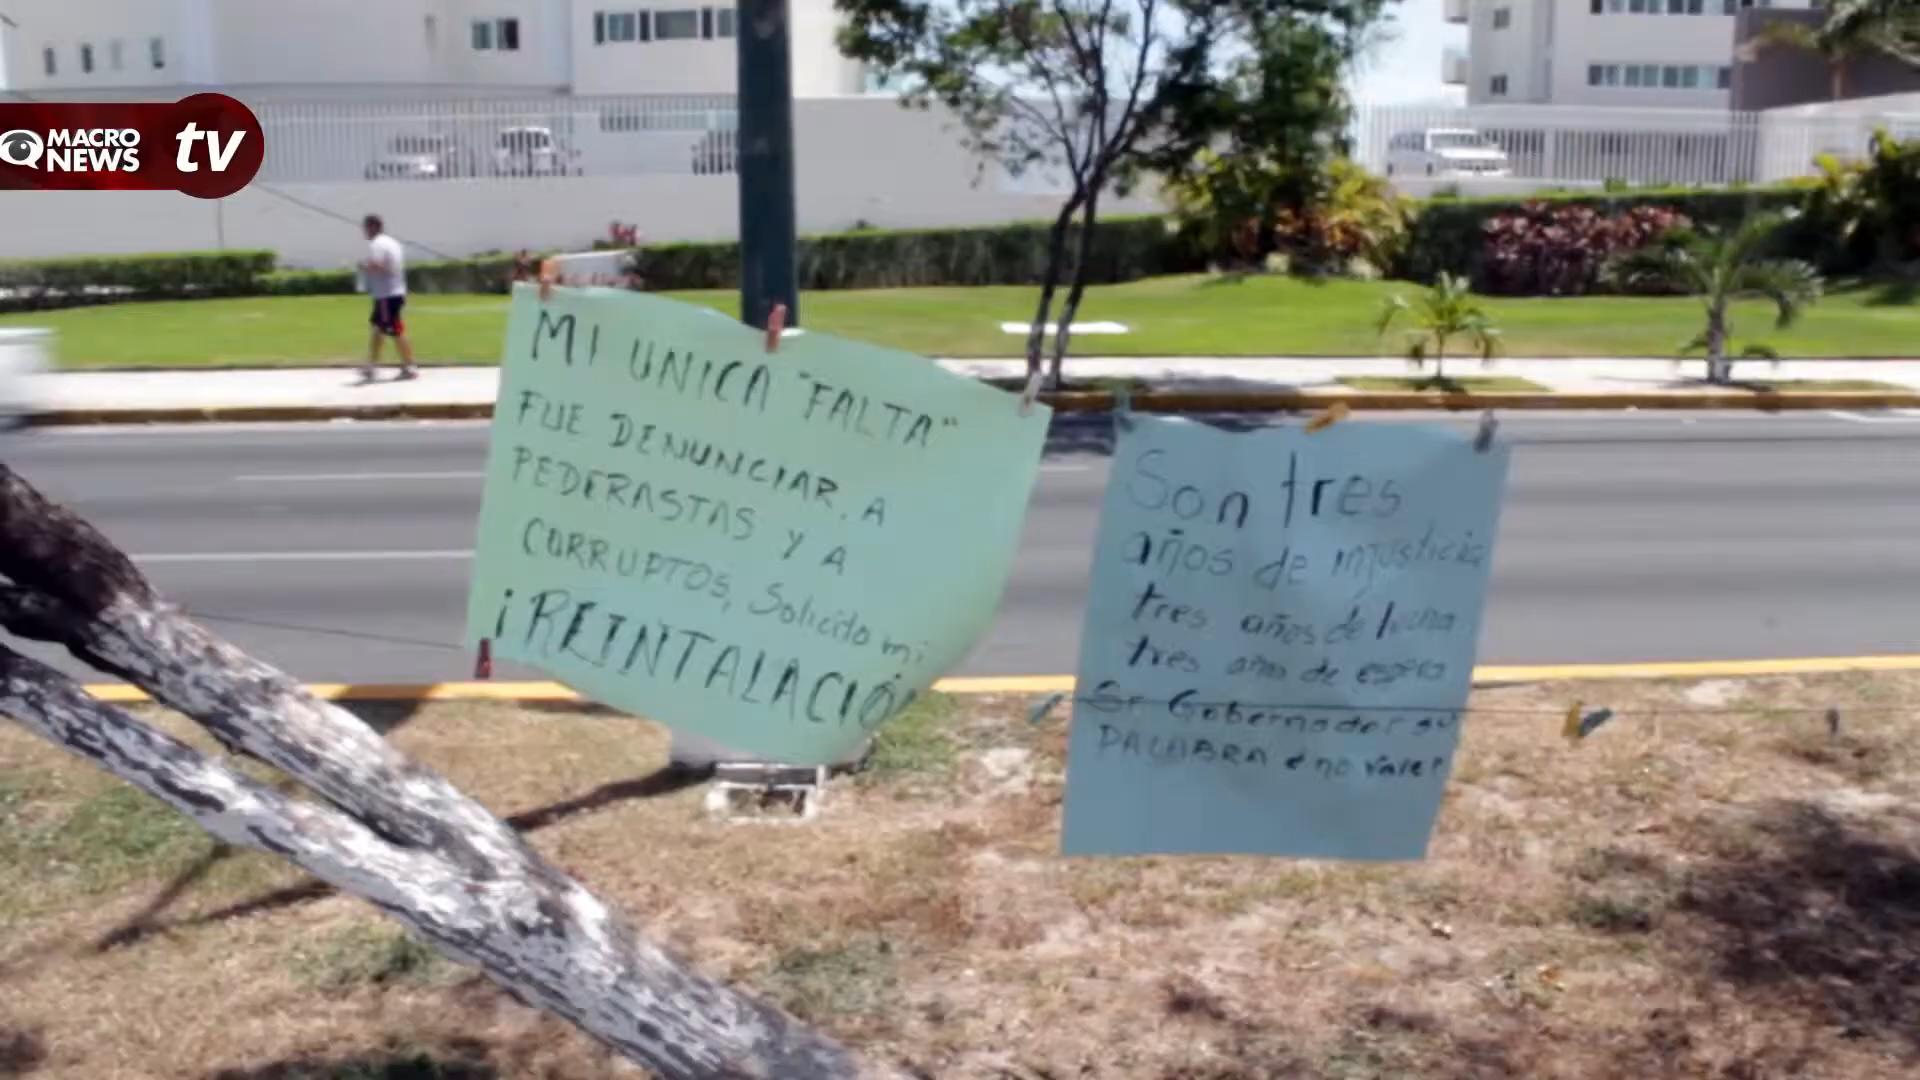 MACRO
NEWS
tv
MI UNICA "FALTA"
FUE DENUNCIAR. A
PEDERASTAS Y A
CORRUPTOS, Solicito mi
¡REINTALACIÓ
Son tres
años de injusticia
tres años de lucha
tres años de espera
Sr Gobernador su
PALABRA ¿no vale?